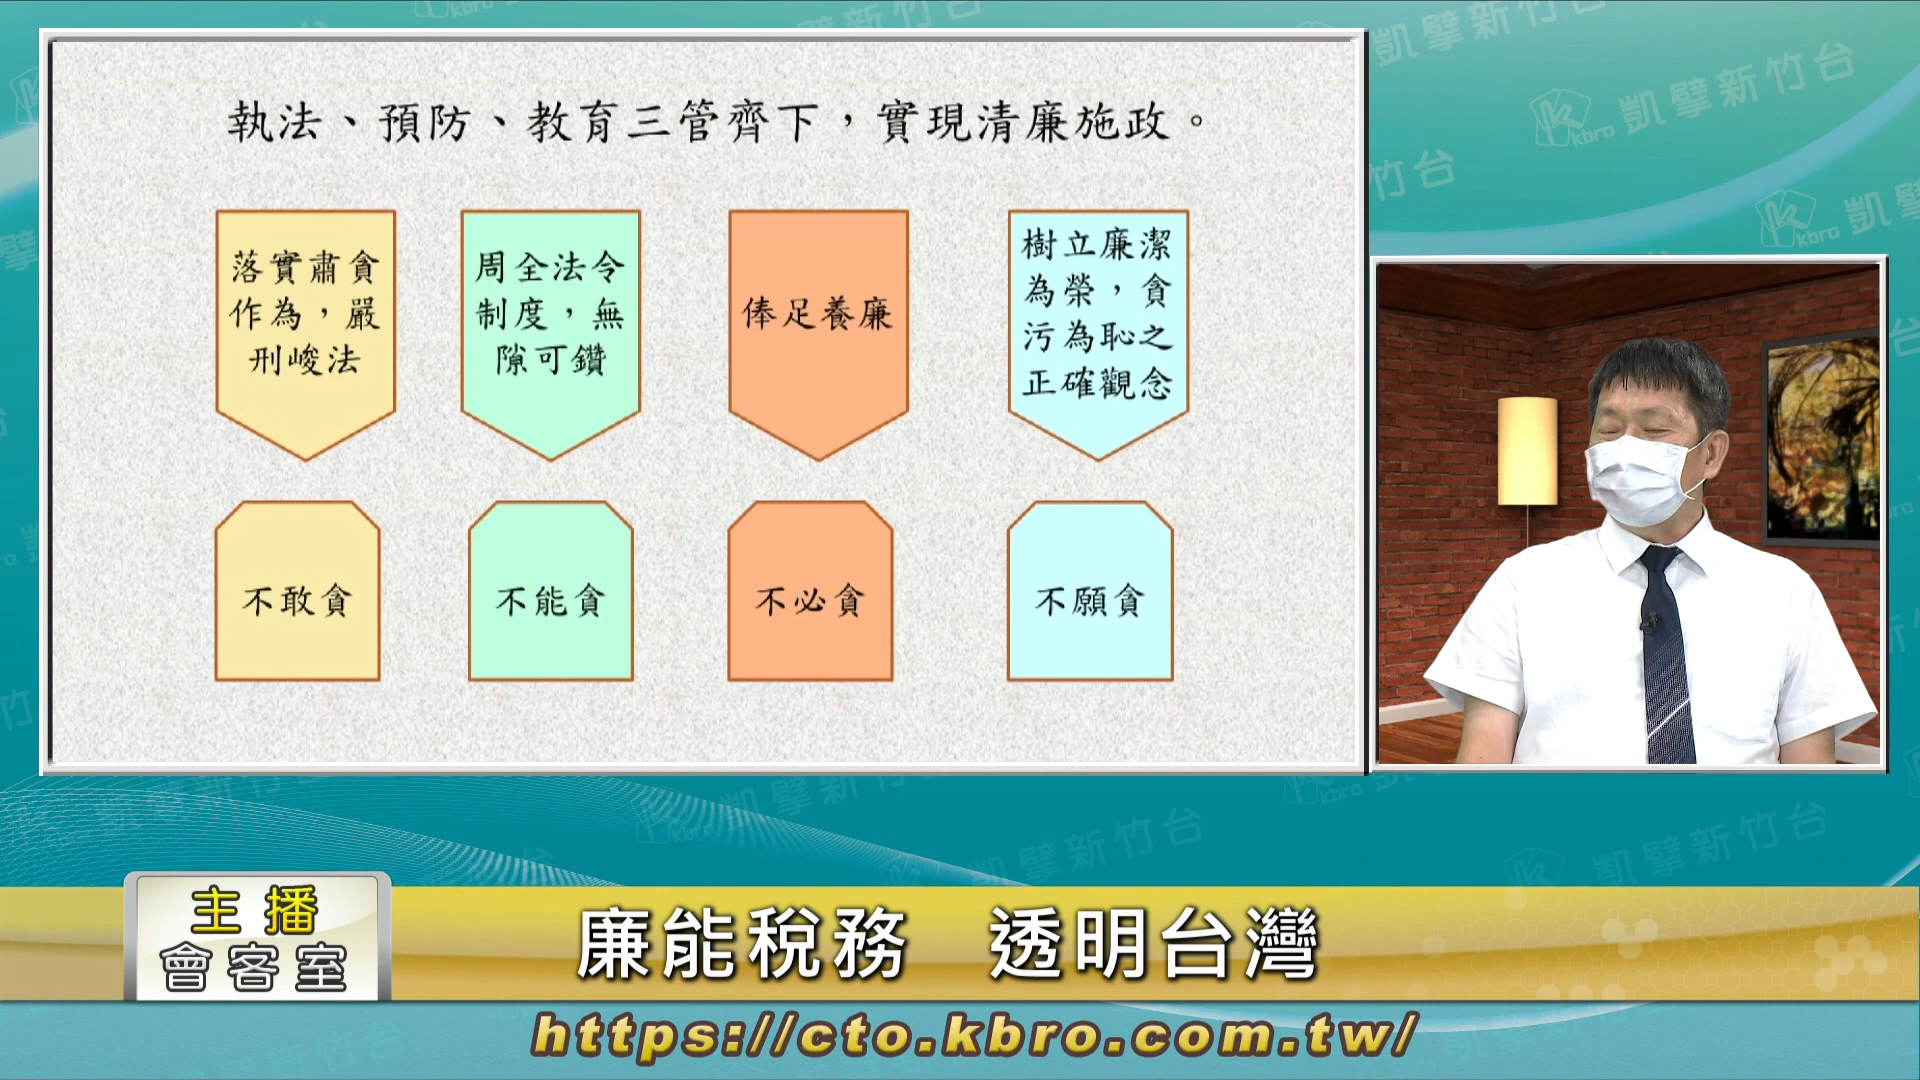 執法、預防、教育三管齊下，實現清廉施政。
落實肅貪
作為，嚴
刑峻法
周全法令
制度，無
隙可鑽
俸足養廉
樹立廉潔
為榮，貪
污為恥之
正確觀念
不敢貪
不能貪
不必貪
不願貪
kbro 凱擘新竹台
主播
會客室
廉能稅務 透明台灣
https://cto.kbro.com.tw/